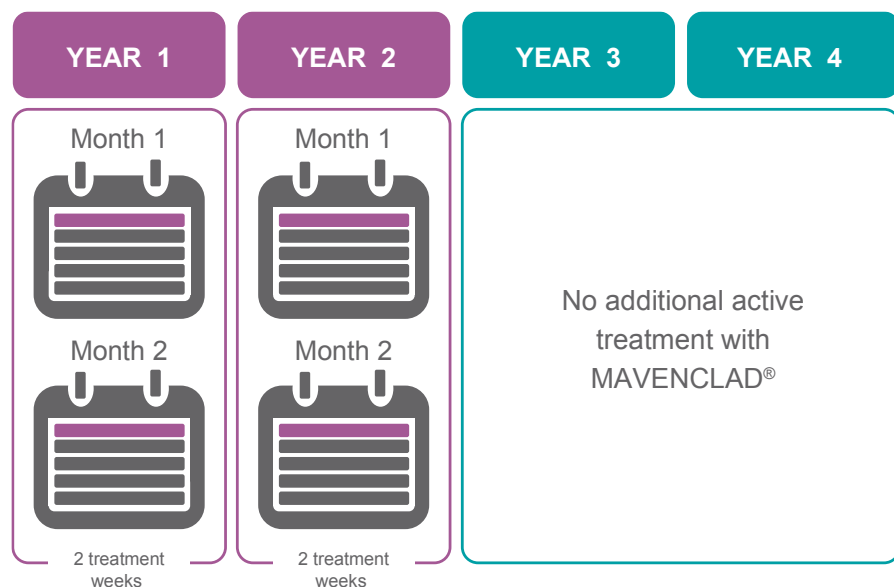 YEAR 1
YEAR 2
YEAR 3
YEAR 4
Month 1
Month 2
2 treatment
weeks
Month 1
Month 2
2 treatment
weeks
No additional active
treatment with
MAVENCLAD®